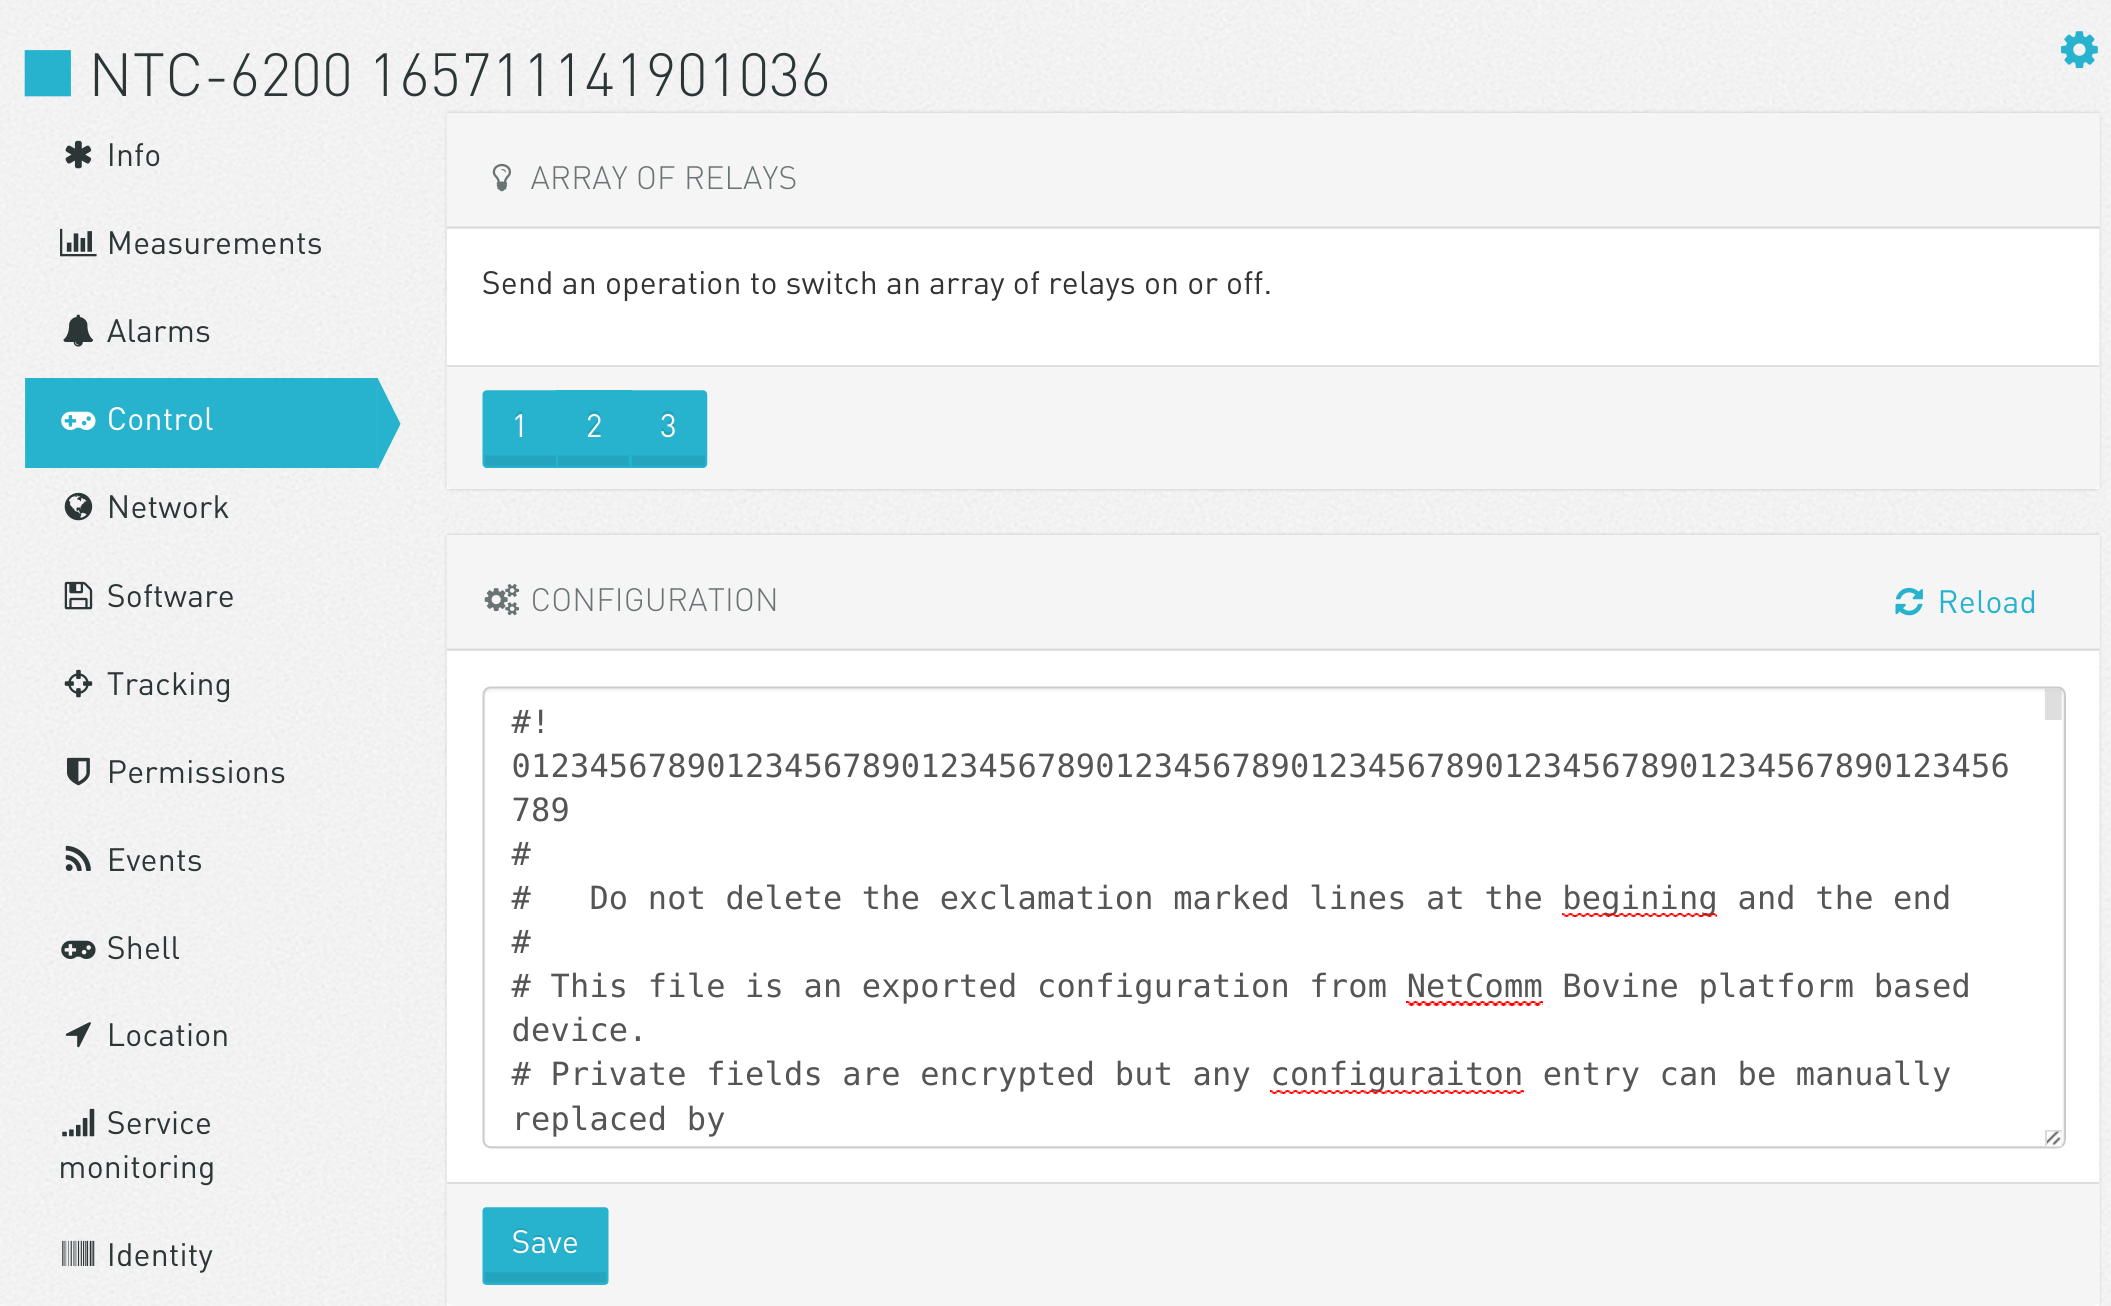 NTC-6200 165711141901036
Info
Measurements
Alarms
Control
Network
Software
Tracking
Permissions
Events
Shell
Location
Service
monitoring
Identity
ARRAY OF RELAYS
Send an operation to switch an array of relays on or off.
1 2 3
CONFIGURATION
Reload
#!
01234567890123456789012345678901234567890123456789012345678901234567890123456
789
#
#   Do not delete the exclamation marked lines at the begining and the end
#
# This file is an exported configuration from NetComm Bovine platform based
device.
# Private fields are encrypted but any configuraiton entry can be manually
replaced by
Save